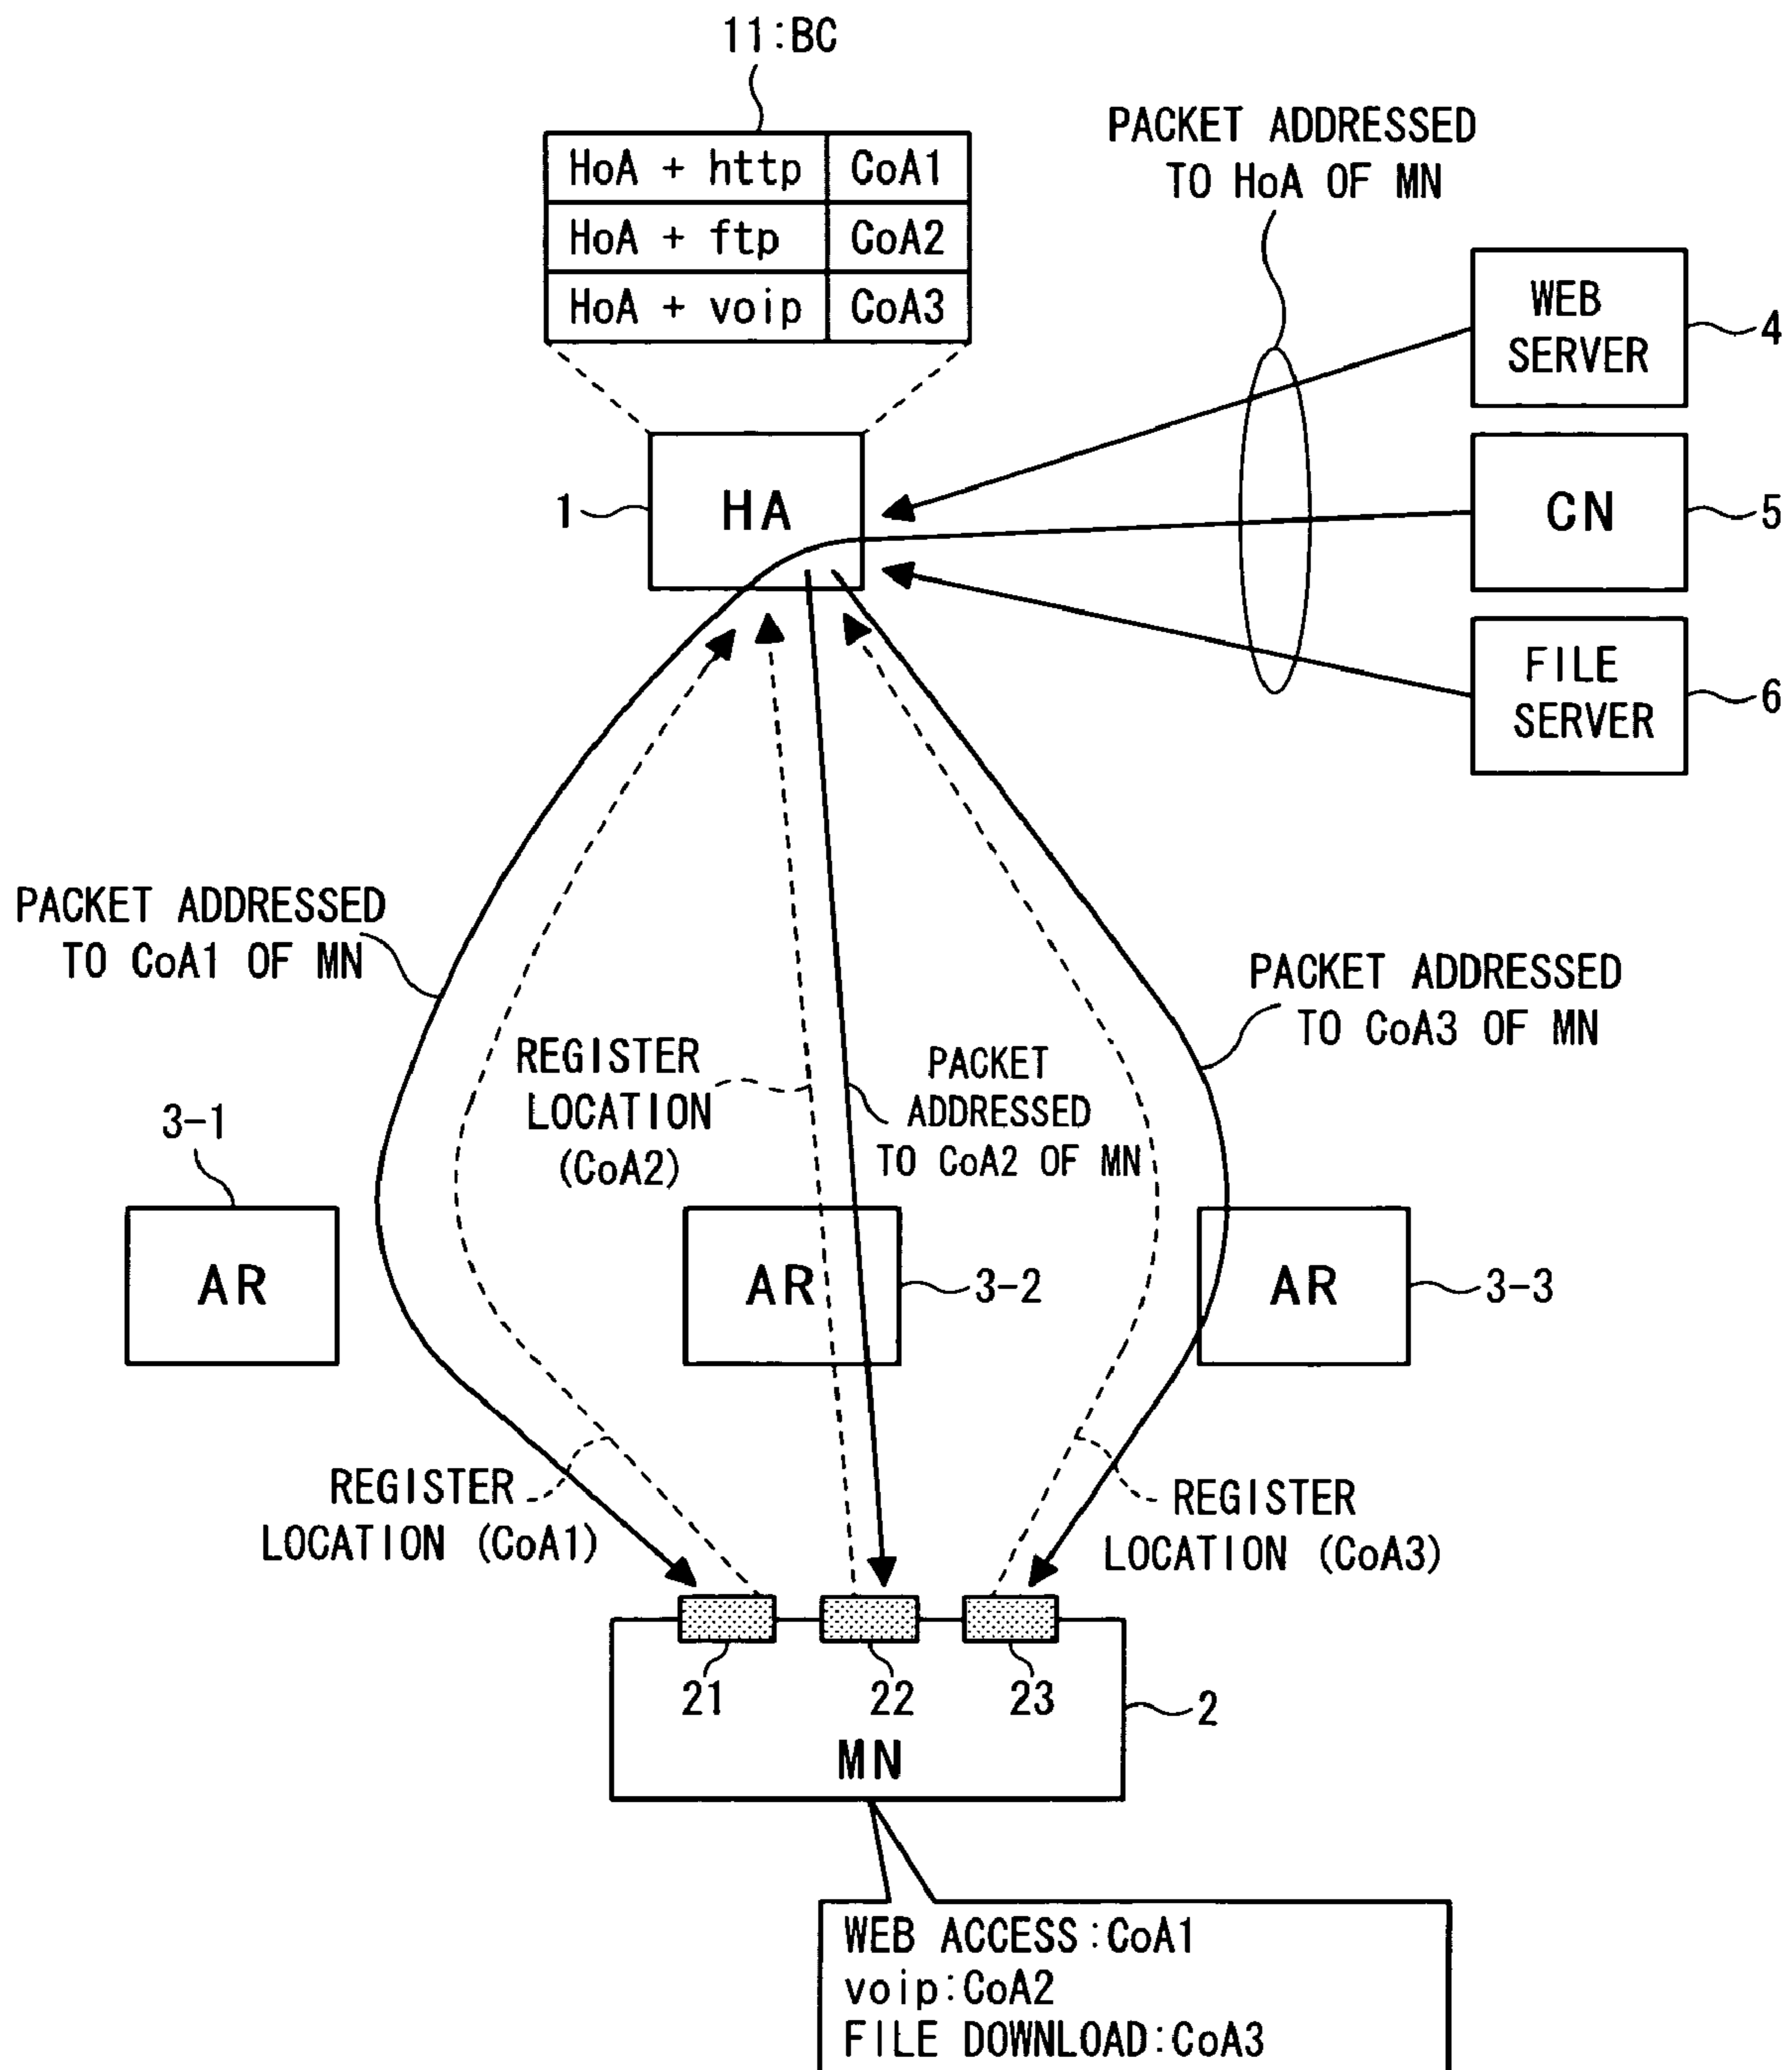 11:BC
HoA + http CoA1
HoA + ftp CoA2
HoA + voip CoA3
PACKET ADDRESSED
TO HoA OF MN
WEB
SERVER
4
1
HA
CN
5
FILE
SERVER
6
PACKET ADDRESSED
TO CoA1 OF MN
PACKET ADDRESSED
TO CoA3 OF MN
REGISTER
LOCATION
(CoA2)
PACKET
ADDRESSED
TO CoA2 OF MN
3-1
AR
AR
3-2
AR
3-3
REGISTER
LOCATION (CoA1)
REGISTER
LOCATION (CoA3)
21
22
23
2
MN
WEB ACCESS:CoA1
voip:CoA2
FILE DOWNLOAD:CoA3